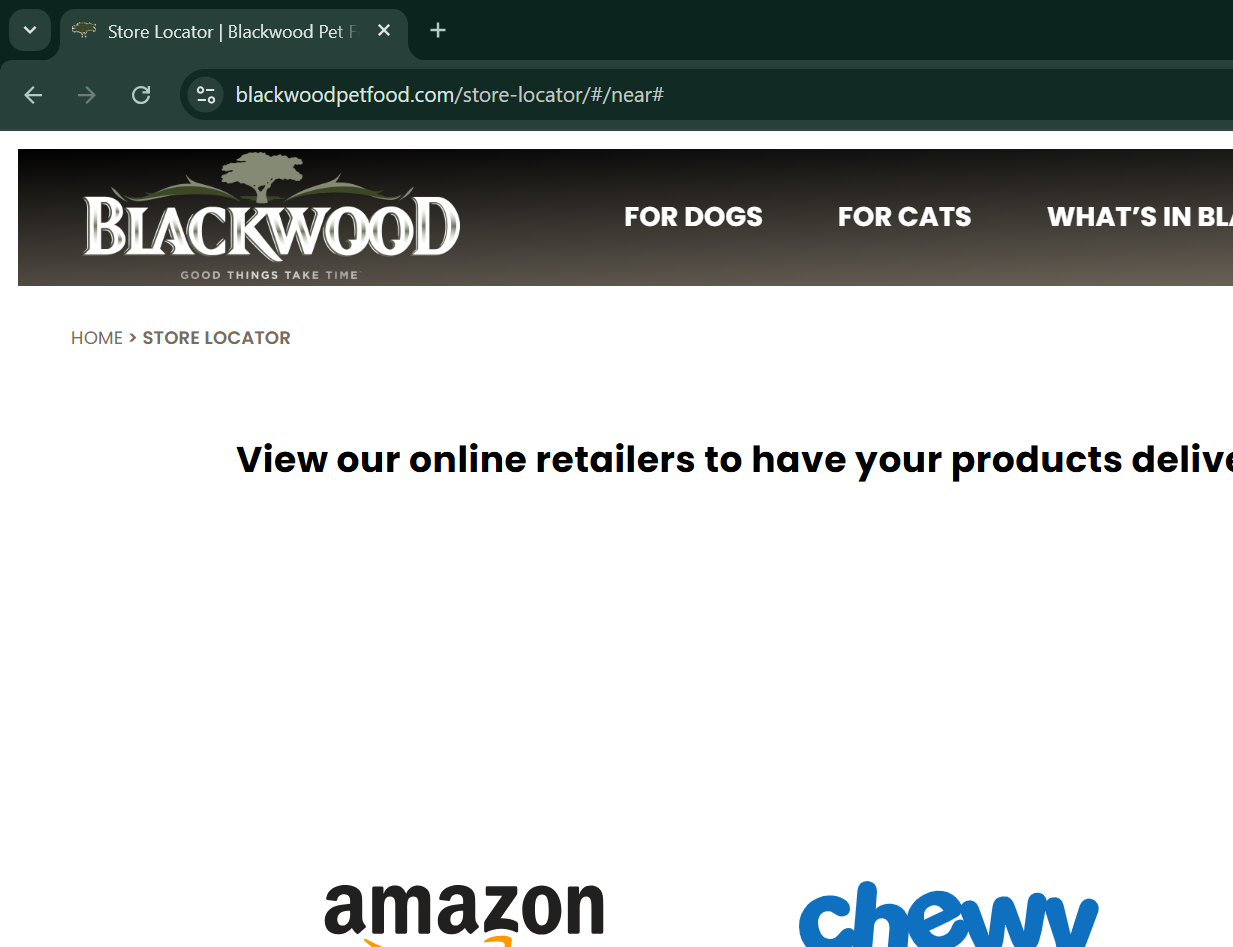 Store Locator | Blackwood Pet F
blackwoodpetfood.com/store-locator/#/near#
BLACKWOOD
GOOD THINGS TAKE TIME
FOR DOGS
FOR CATS
WHAT'S IN BLA
HOME > STORE LOCATOR
View our online retailers to have your products delive
amazon
chewy